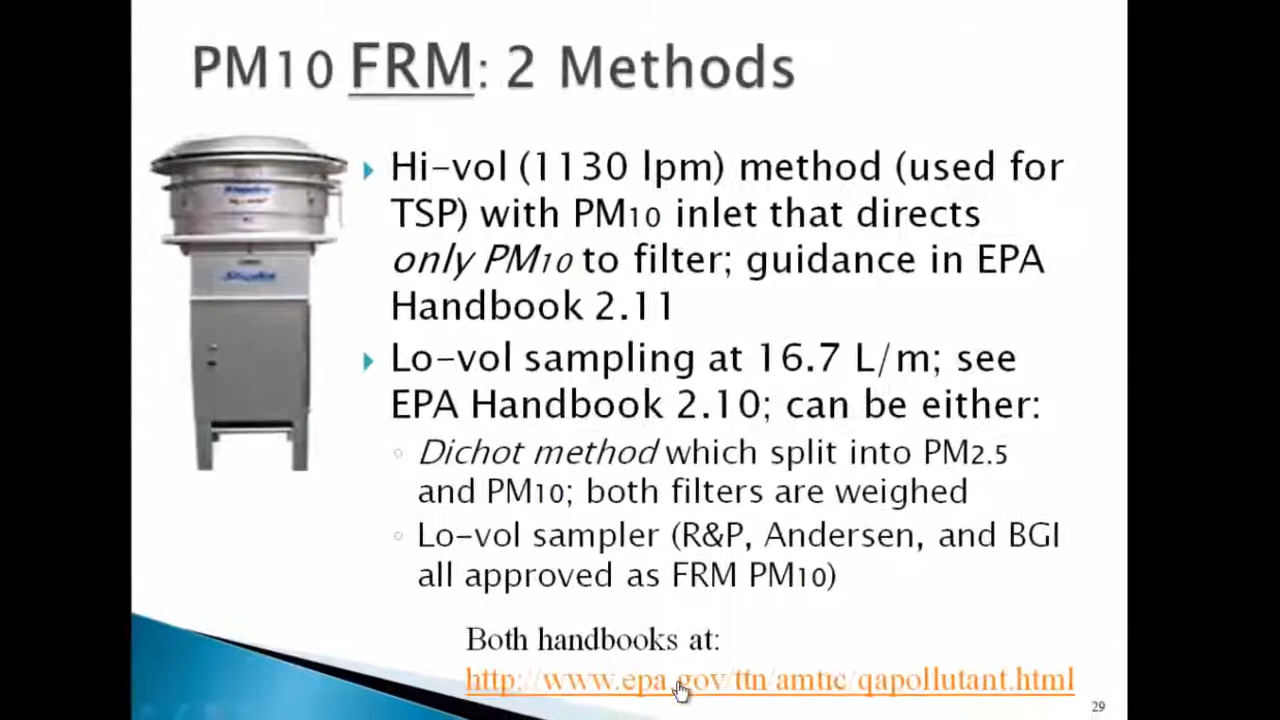 PM10 FRM: 2 Methods
Hi-vol (1130 lpm) method (used for
TSP) with PM10 inlet that directs
only PM10 to filter; guidance in EPA
Handbook 2.11
Lo-vol sampling at 16.7 L/m; see
EPA Handbook 2.10; can be either:
Dichot method which split into PM2.5
and PM10; both filters are weighed
Lo-vol sampler (R&P, Andersen, and BGI
all approved as FRM PM10)
Both handbooks at:
http://www.epa.gov/ttn/amtic/qapollutant.html
29